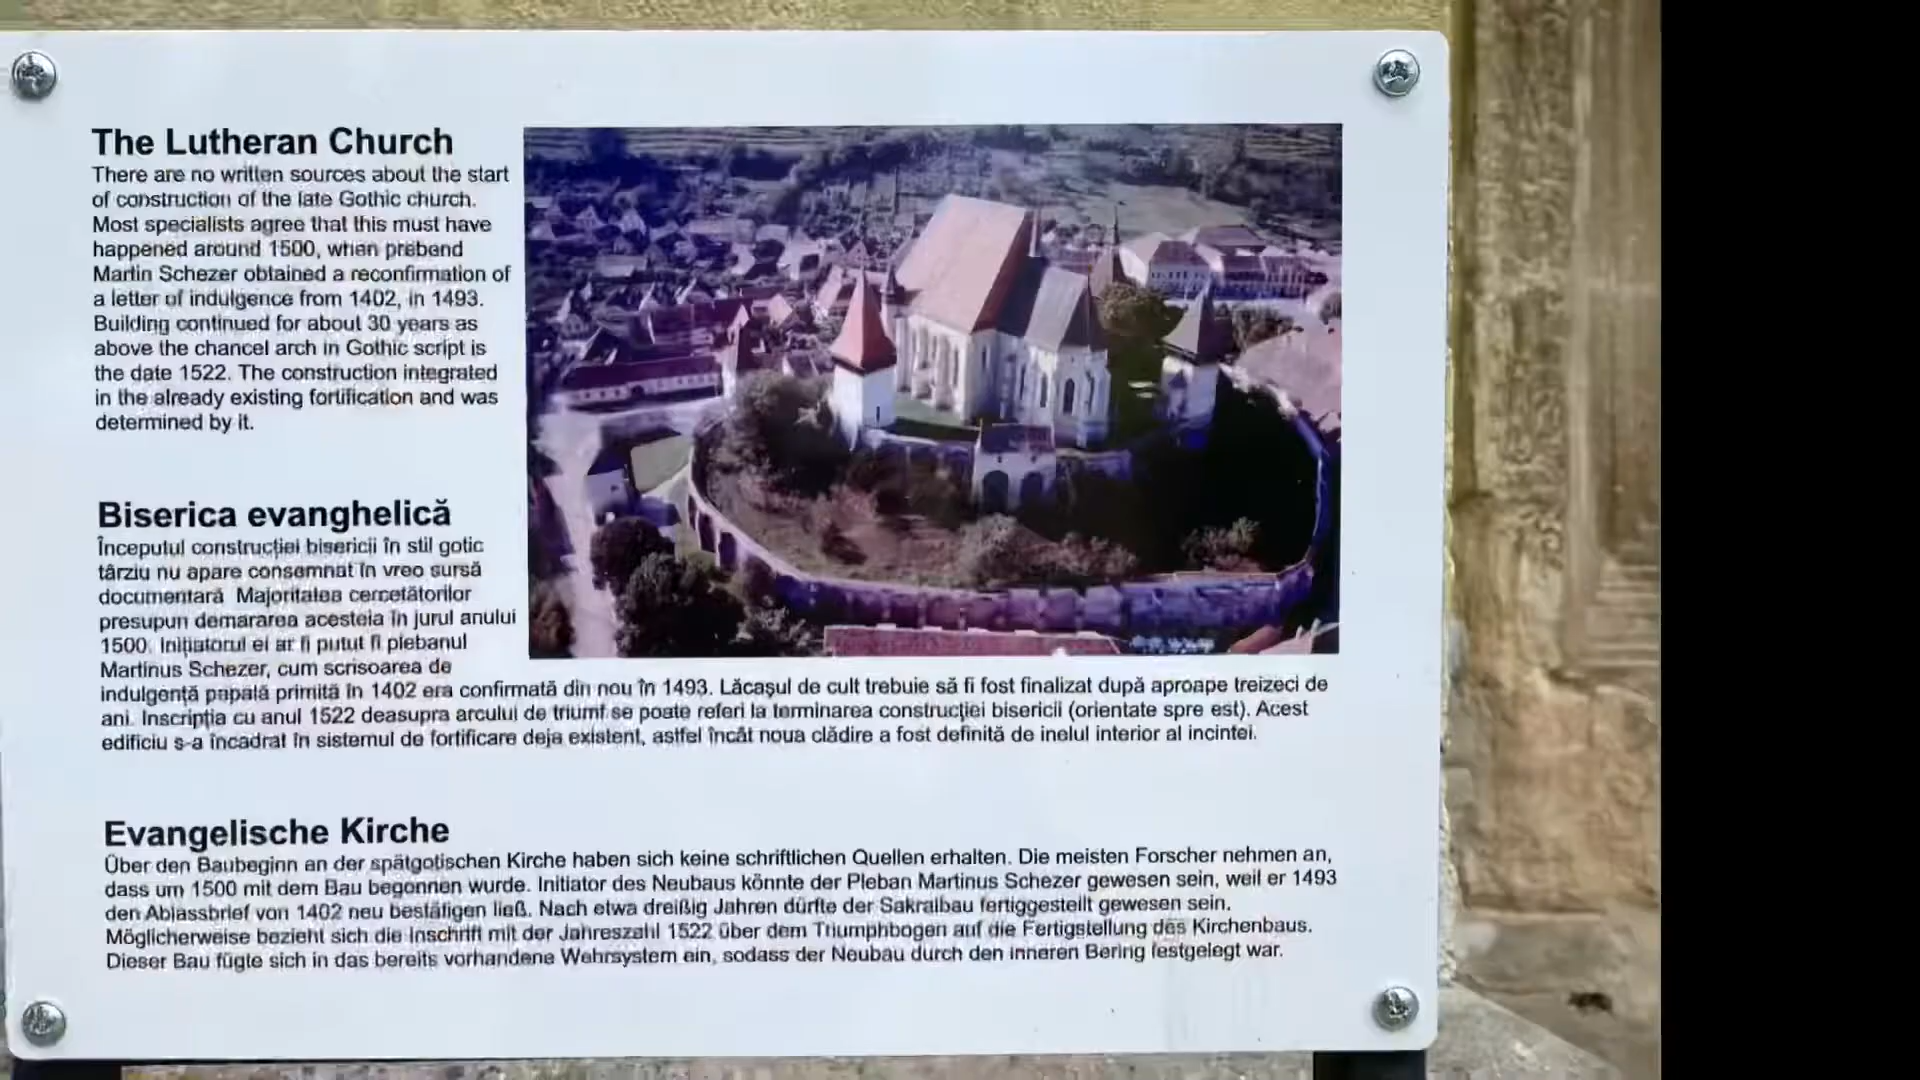 The Lutheran Church
There are no written sources about the start
of construction of the late Gothic church.
Most specialists agree that this must have
happened around 1500, when prebend
Martin Schezer obtained a reconfirmation of
a letter of indulgence from 1402, in 1493.
Building continued for about 30 years as
above the chancel arch in Gothic script is
the date 1522. The construction integrated
in the already existing fortification and was
determined by it.
Biserica evanghelică
Începutul construcției bisericii în stil gotic
târziu nu apare consemnat în vreo sursă
documentară Majoritatea cercetătorilor
presupun demararea acesteia în jurul anului
1500. Inițiatorul ei ar fi putut fi plebanul
Martinus Schezer, cum scrisoarea de
indulgență papală primită în 1402 era confirmată din nou în 1493. Lăcașul de cult trebuie să fi fost finalizat după aproape treizeci de
ani. Inscripția cu anul 1522 deasupra arcului de triumf se poate referi la terminarea construcției bisericii (orientate spre est). Acest
edificiu s-a încadrat în sistemul de fortificare deja existent, astfel încât noua clădire a fost definită de inelul interior al incintei.
Evangelische Kirche
Über den Baubeginn an der spätgotischen Kirche haben sich keine schriftlichen Quellen erhalten. Die meisten Forscher nehmen an,
dass um 1500 mit dem Bau begonnen wurde. Initiator des Neubaus könnte der Pleban Martinus Schezer gewesen sein, weil er 1493
den Ablassbrief von 1402 neu bestätigen ließ. Nach etwa dreißig Jahren dürfte der Sakralbau fertiggestellt gewesen sein.
Möglicherweise bezieht sich die Inschrift mit der Jahreszahl 1522 über dem Triumphbogen auf die Fertigstellung des Kirchenbaus.
Dieser Bau fügte sich in das bereits vorhandene Wehrsystem ein, sodass der Neubau durch den inneren Bering festgelegt war.